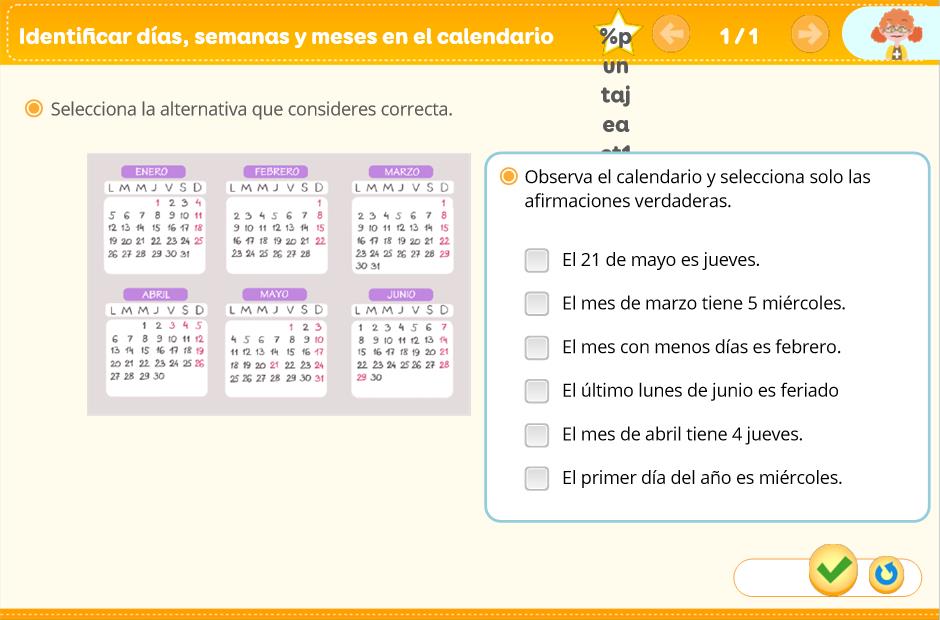 Identificar días, semanas y meses en el calendario
%p
un
taj
ea
1 / 1
Selecciona la alternativa que consideres correcta.
ENERO
L M M J V S D
1 2 3 4
5 6 7 8 9 10 11
12 13 14 15 16 17 18
19 20 21 22 23 24 25
26 27 28 29 30 31
FEBRERO
L M M J V S D
1
2 3 4 5 6 7 8
9 10 11 12 13 14 15
16 17 18 19 20 21 22
23 24 25 26 27 28
MARZO
L M M J V S D
1
2 3 4 5 6 7 8
9 10 11 12 13 14 15
16 17 18 19 20 21 22
23 24 25 26 27 28 29
30 31
ABRIL
L M M J V S D
1 2 3 4 5
6 7 8 9 10 11 12
13 14 15 16 17 18 19
20 21 22 23 24 25 26
27 28 29 30
MAYO
L M M J V S D
1 2 3
4 5 6 7 8 9 10
11 12 13 14 15 16 17
18 19 20 21 22 23 24
25 26 27 28 29 30 31
JUNIO
L M M J V S D
1 2 3 4 5 6 7
8 9 10 11 12 13 14
15 16 17 18 19 20 21
22 23 24 25 26 27 28
29 30
Observa el calendario y selecciona solo las
afirmaciones verdaderas.
El 21 de mayo es jueves.
El mes de marzo tiene 5 miércoles.
El mes con menos días es febrero.
El último lunes de junio es feriado
El mes de abril tiene 4 jueves.
El primer día del año es miércoles.